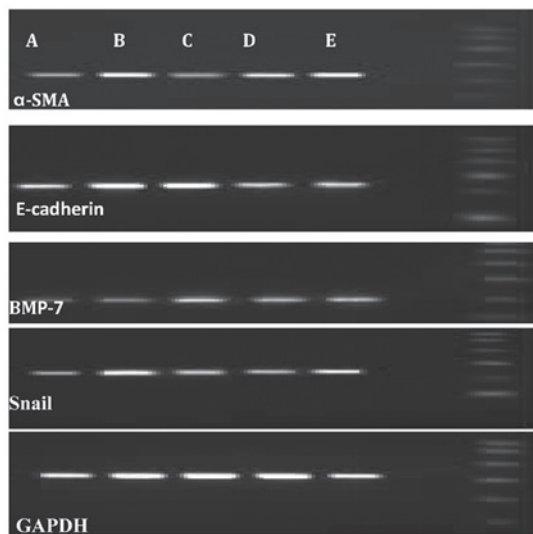 A B C D E
α-SMA
E-cadherin
BMP-7
Snail
GAPDH